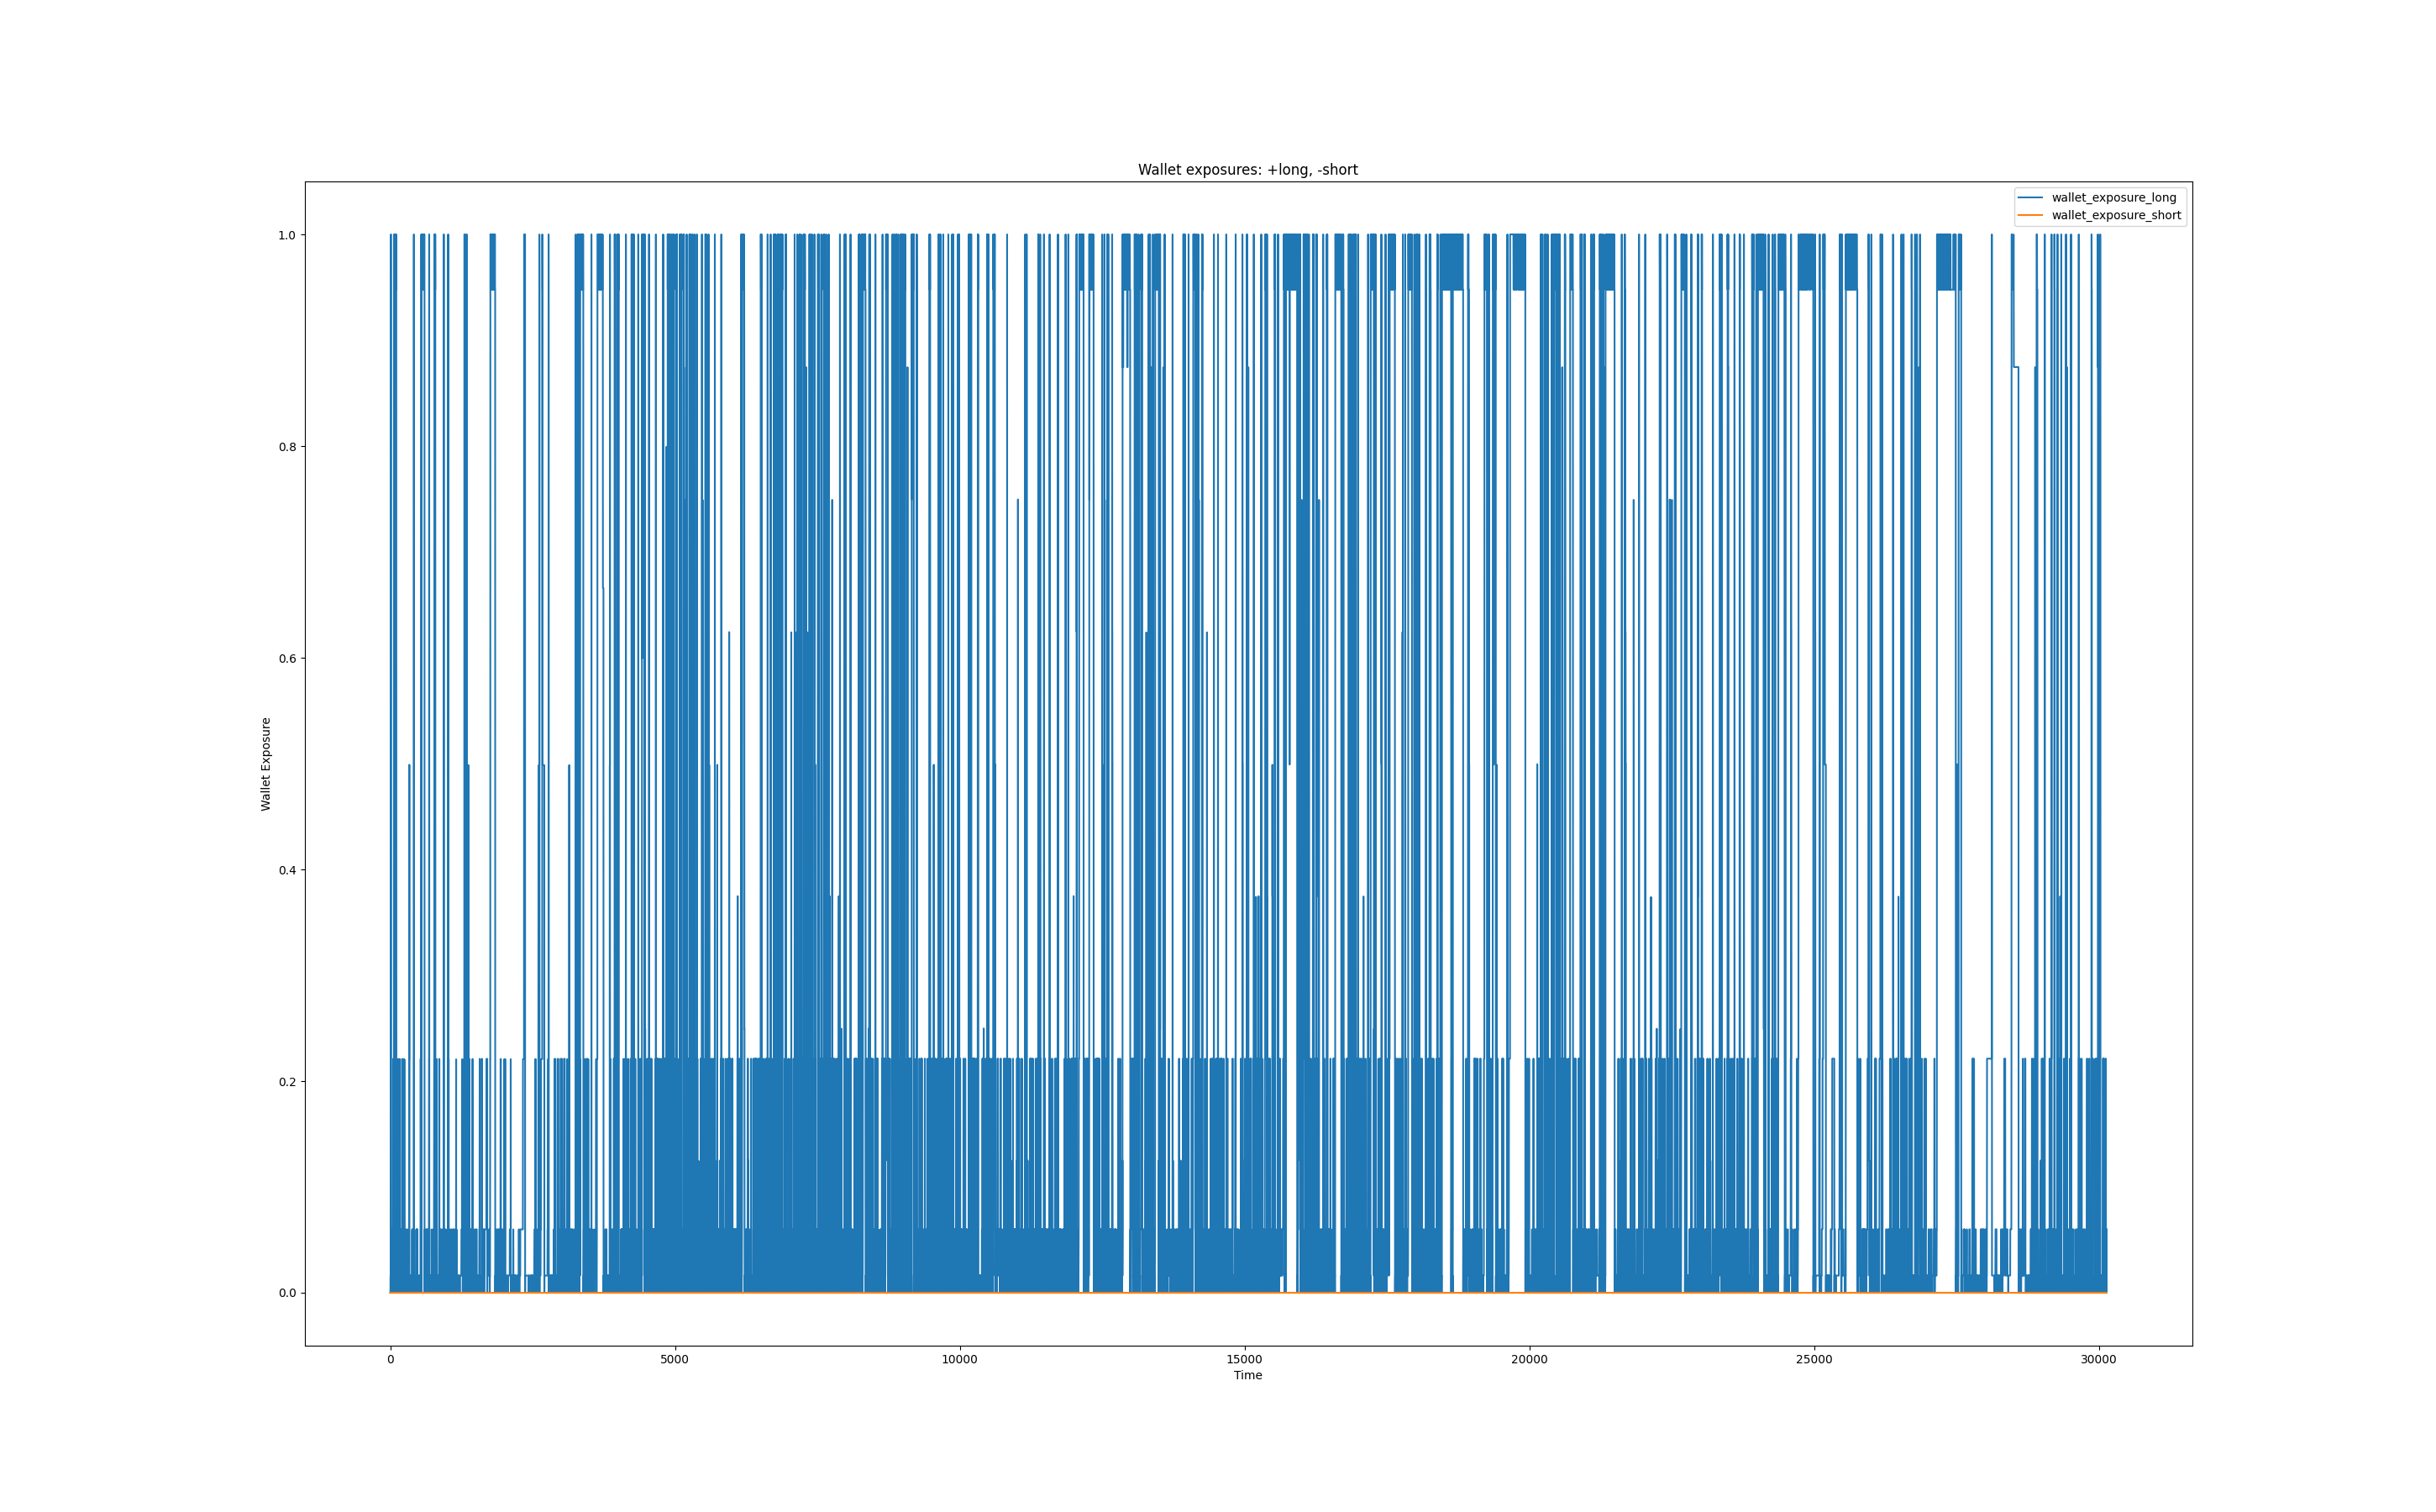 Wallet exposures: +long, -short
wallet_exposure_long
wallet_exposure_short
1.0
0.8
0.6
0.4
0.2
0.0
Wallet Exposure
0 5000 10000 15000 20000 25000 30000
Time